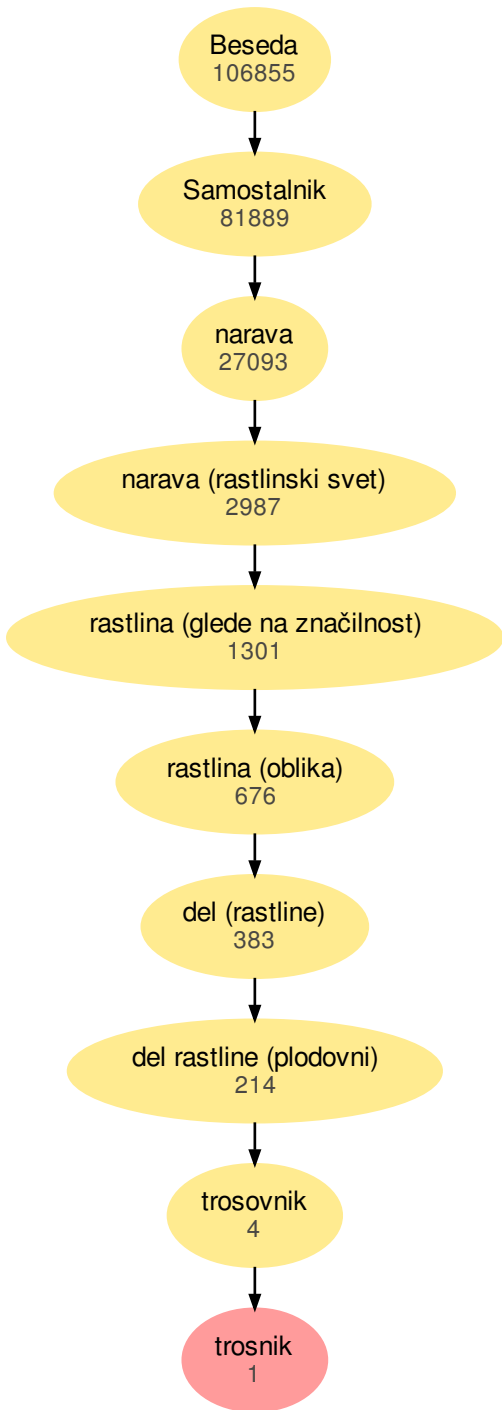 Beseda
106855
Samostalnik
81889
narava
27093
narava (rastlinski svet)
2987
rastlina (glede na značilnost)
1301
rastlina (oblika)
676
del (rastline)
383
del rastline (plodovni)
214
trosovnik
4
trosnik
1